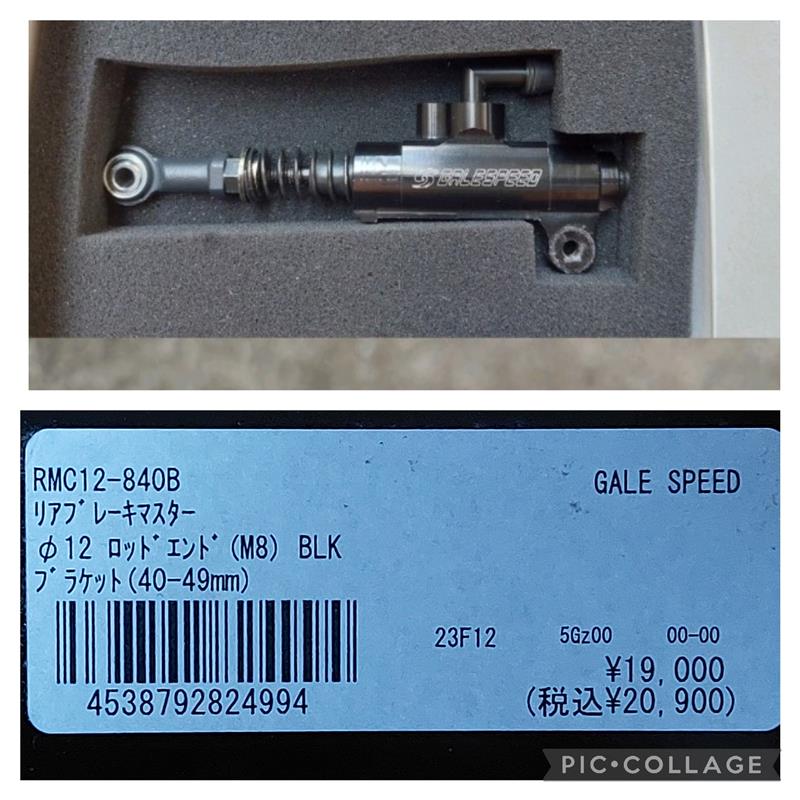 GALESPEED
RMC12-840B
GALE SPEED
リアブレーキマスター
φ12 ロッドエンド(M8) BLK
ブラケット(40-49mm)
23F12 5Gz00 00-00
¥19,000
4538792824994
(税込¥20,900)
PIC•COLLAGE